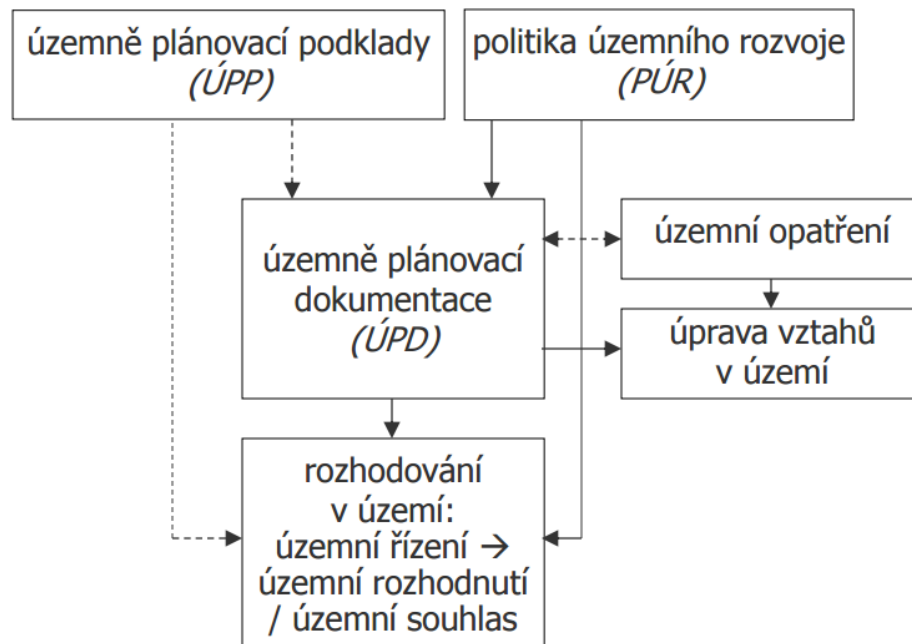 územně plánovací podklady
(ÚPP)
politika územního rozvoje
(PÚR)
územně plánovací
dokumentace
(ÚPD)
územní opatření
úprava vztahů
v území
rozhodování
v území:
územní řízení →
územní rozhodnutí
/ územní souhlas